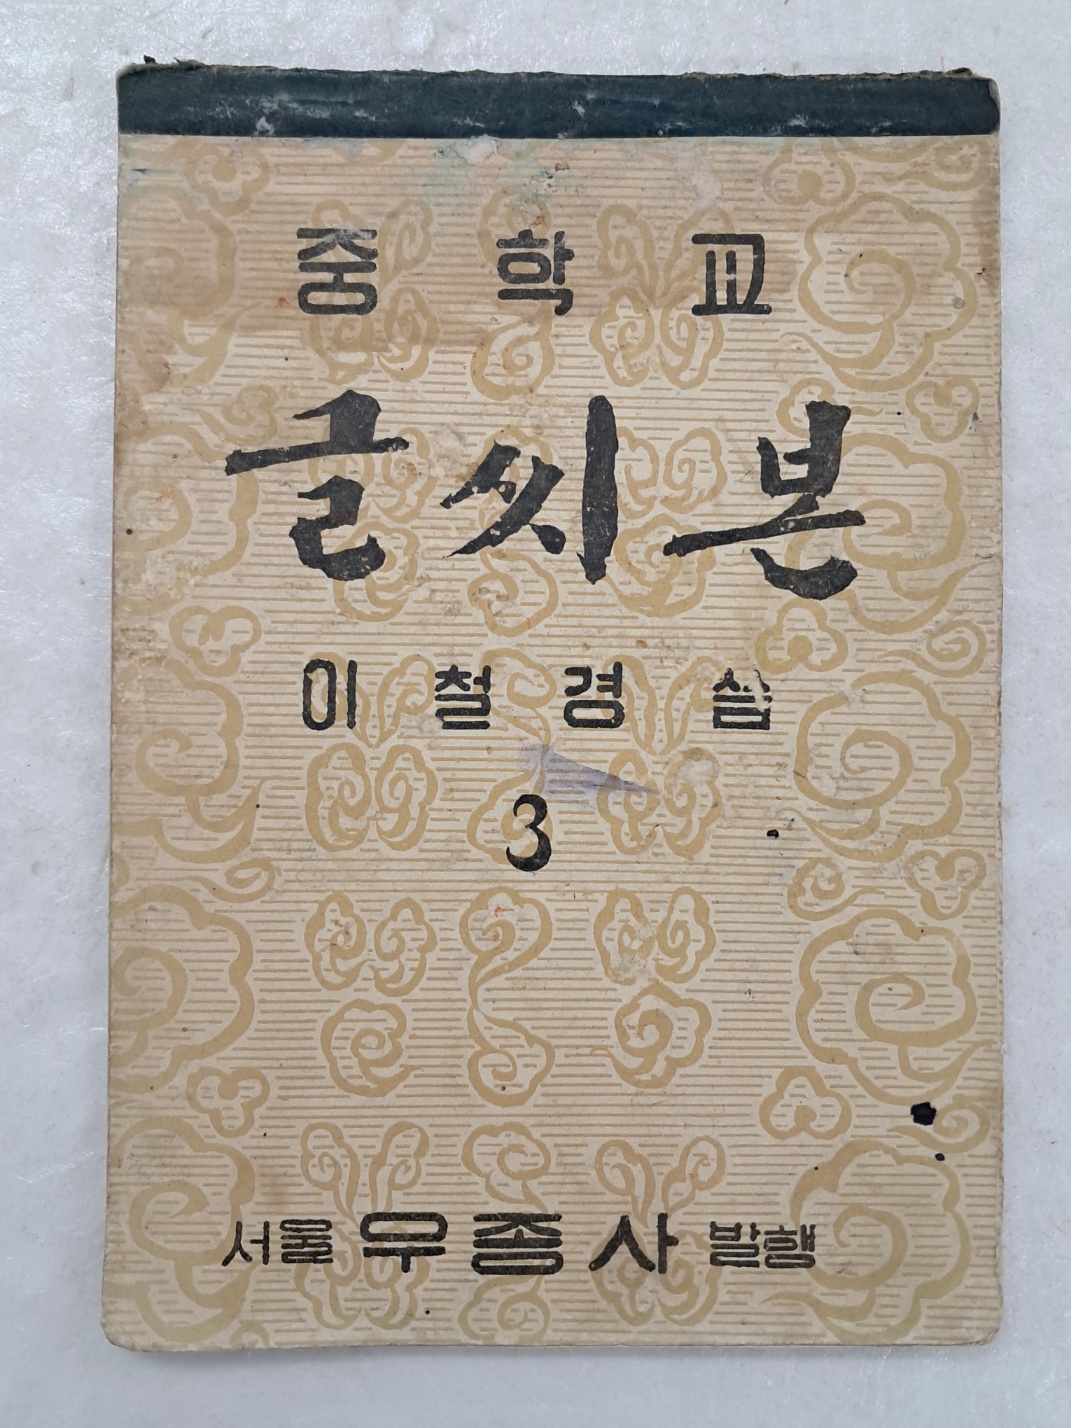 중학교
글씨본
이철경 씀
3
서울 우종사 발행